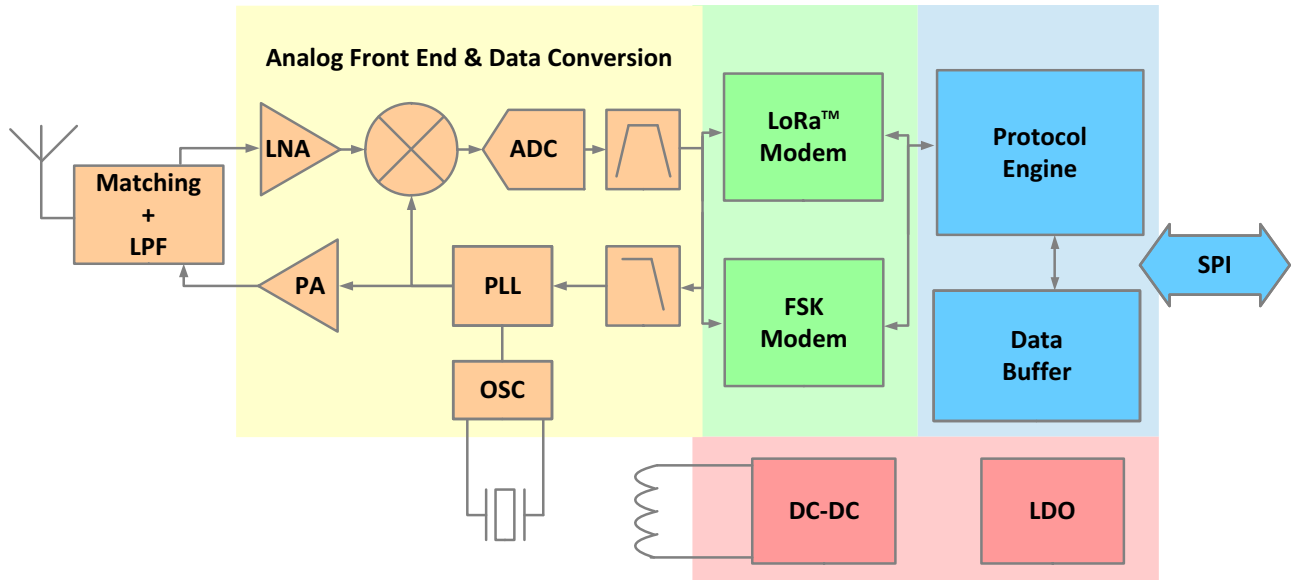 Analog Front End & Data Conversion
LNA
ADC
LoRa™
Modem
Protocol
Engine
Matching
+
LPF
PA
PLL
FSK
Modem
SPI
Data
Buffer
OSC
DC-DC
LDO